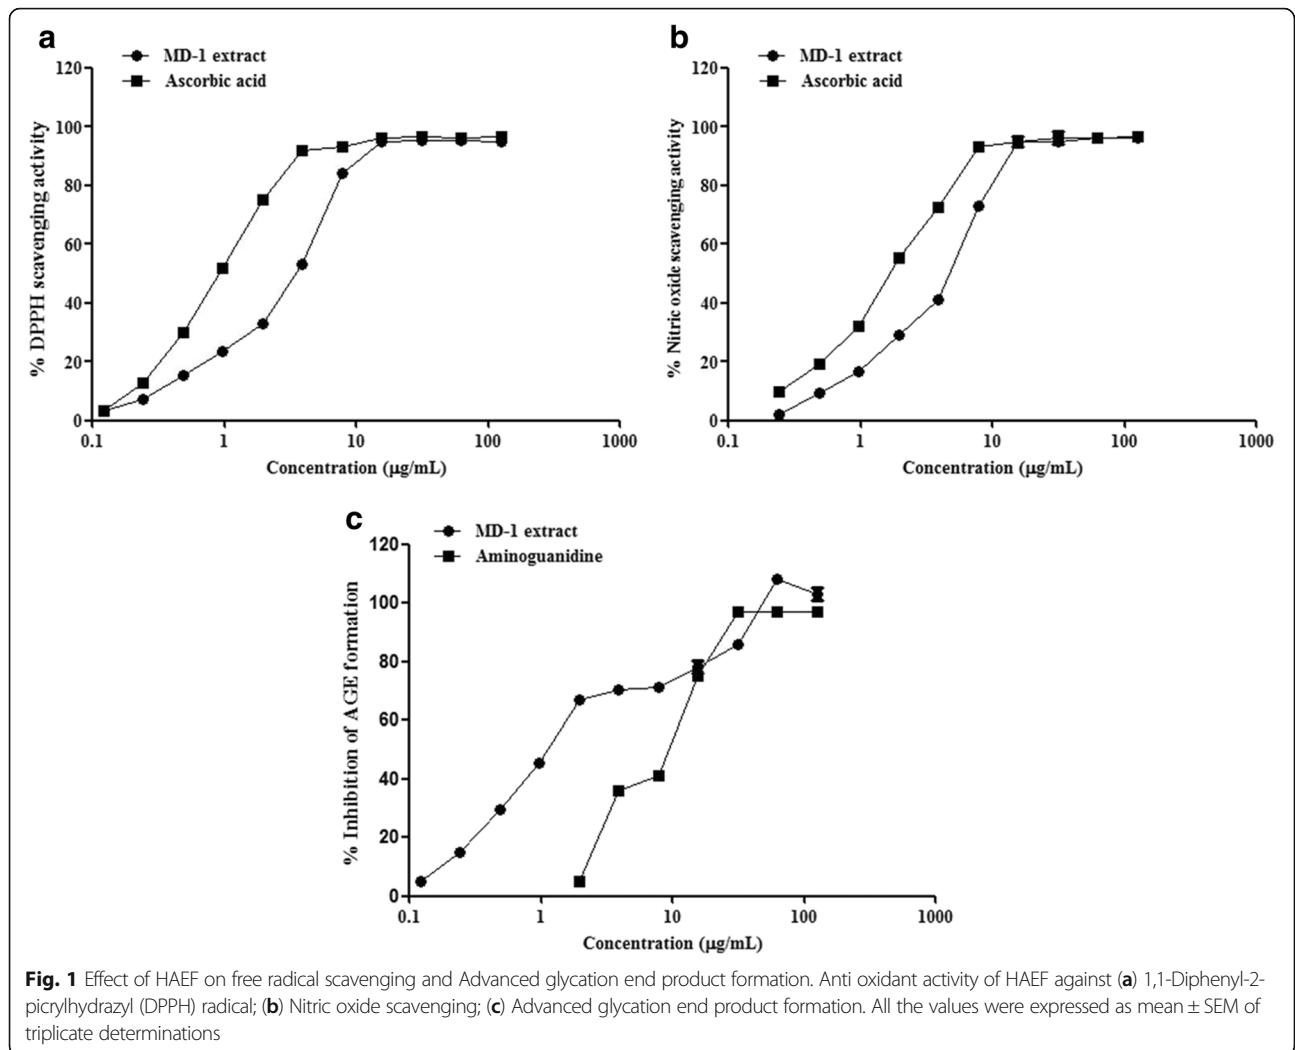 a
MD-1 extract
Ascorbic acid
120
100
80
60
40
20
0
% DPPH scavenging activity
0.1 1 10 100 1000
Concentration (μg/mL)
b
MD-1 extract
Ascorbic acid
120
100
80
60
40
20
0
% Nitric oxide scavenging activity
0.1 1 10 100 1000
Concentration (μg/mL)
c
MD-1 extract
Aminoguanidine
120
100
80
60
40
20
0
% Inhibition of AGE formation
0.1 1 10 100 1000
Concentration (μg/mL)
Fig. 1 Effect of HAEF on free radical scavenging and Advanced glycation end product formation. Anti oxidant activity of HAEF against (a) 1,1-Diphenyl-2-
picrylhydrazyl (DPPH) radical; (b) Nitric oxide scavenging; (c) Advanced glycation end product formation. All the values were expressed as mean ± SEM of
triplicate determinations